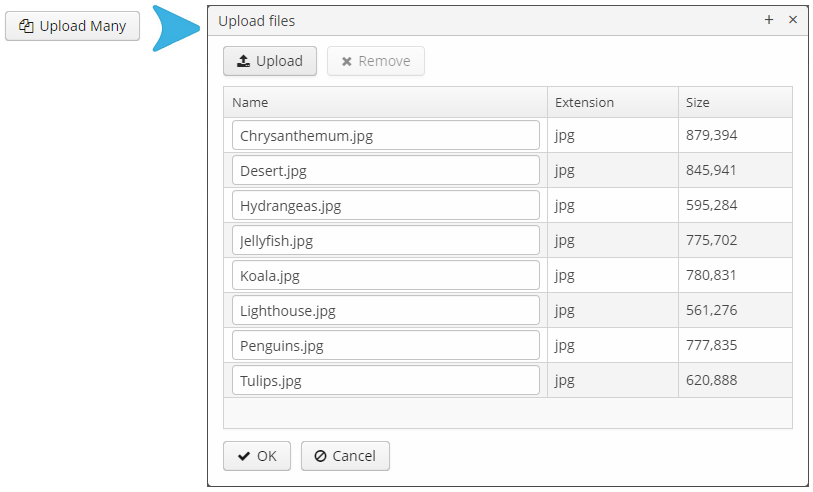 Upload Many
Upload files
Upload Remove
Name Extension Size
Chrysanthemum.jpg jpg 879,394
Desert.jpg jpg 845,941
Hydrangeas.jpg jpg 595,284
Jellyfish.jpg jpg 775,702
Koala.jpg jpg 780,831
Lighthouse.jpg jpg 561,276
Penguins.jpg jpg 777,835
Tulips.jpg jpg 620,888
OK Cancel